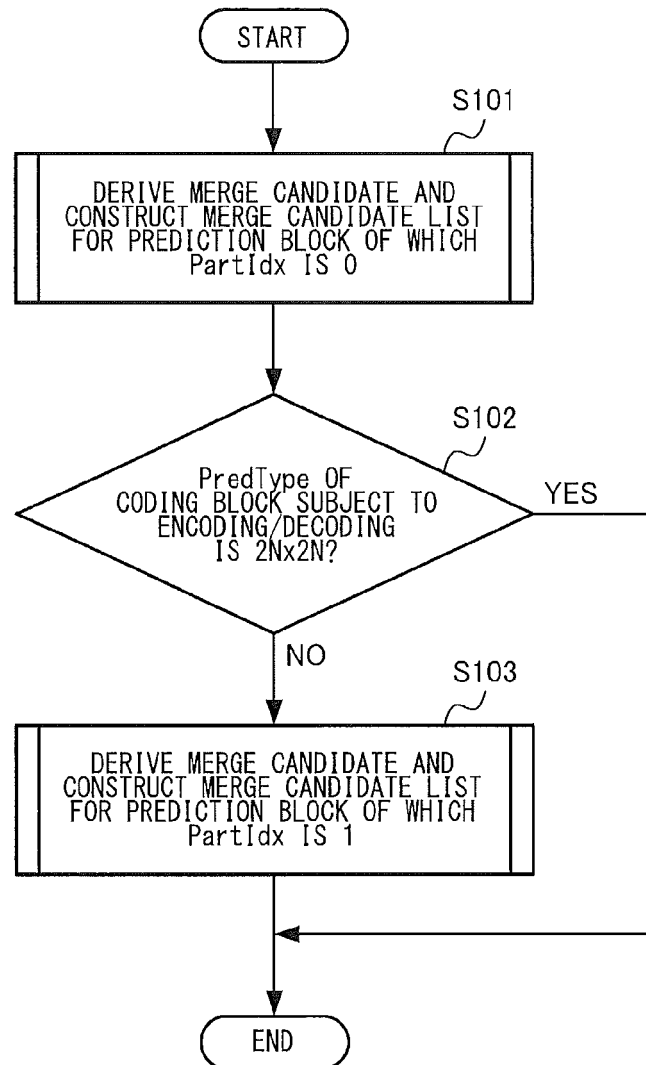 START
S101
DERIVE MERGE CANDIDATE AND
CONSTRUCT MERGE CANDIDATE LIST
FOR PREDICTION BLOCK OF WHICH
PartIdx IS 0
S102
PredType OF
CODING BLOCK SUBJECT TO
ENCODING/DECODING
IS 2Nx2N?
YES
NO
S103
DERIVE MERGE CANDIDATE AND
CONSTRUCT MERGE CANDIDATE LIST
FOR PREDICTION BLOCK OF WHICH
PartIdx IS 1
END